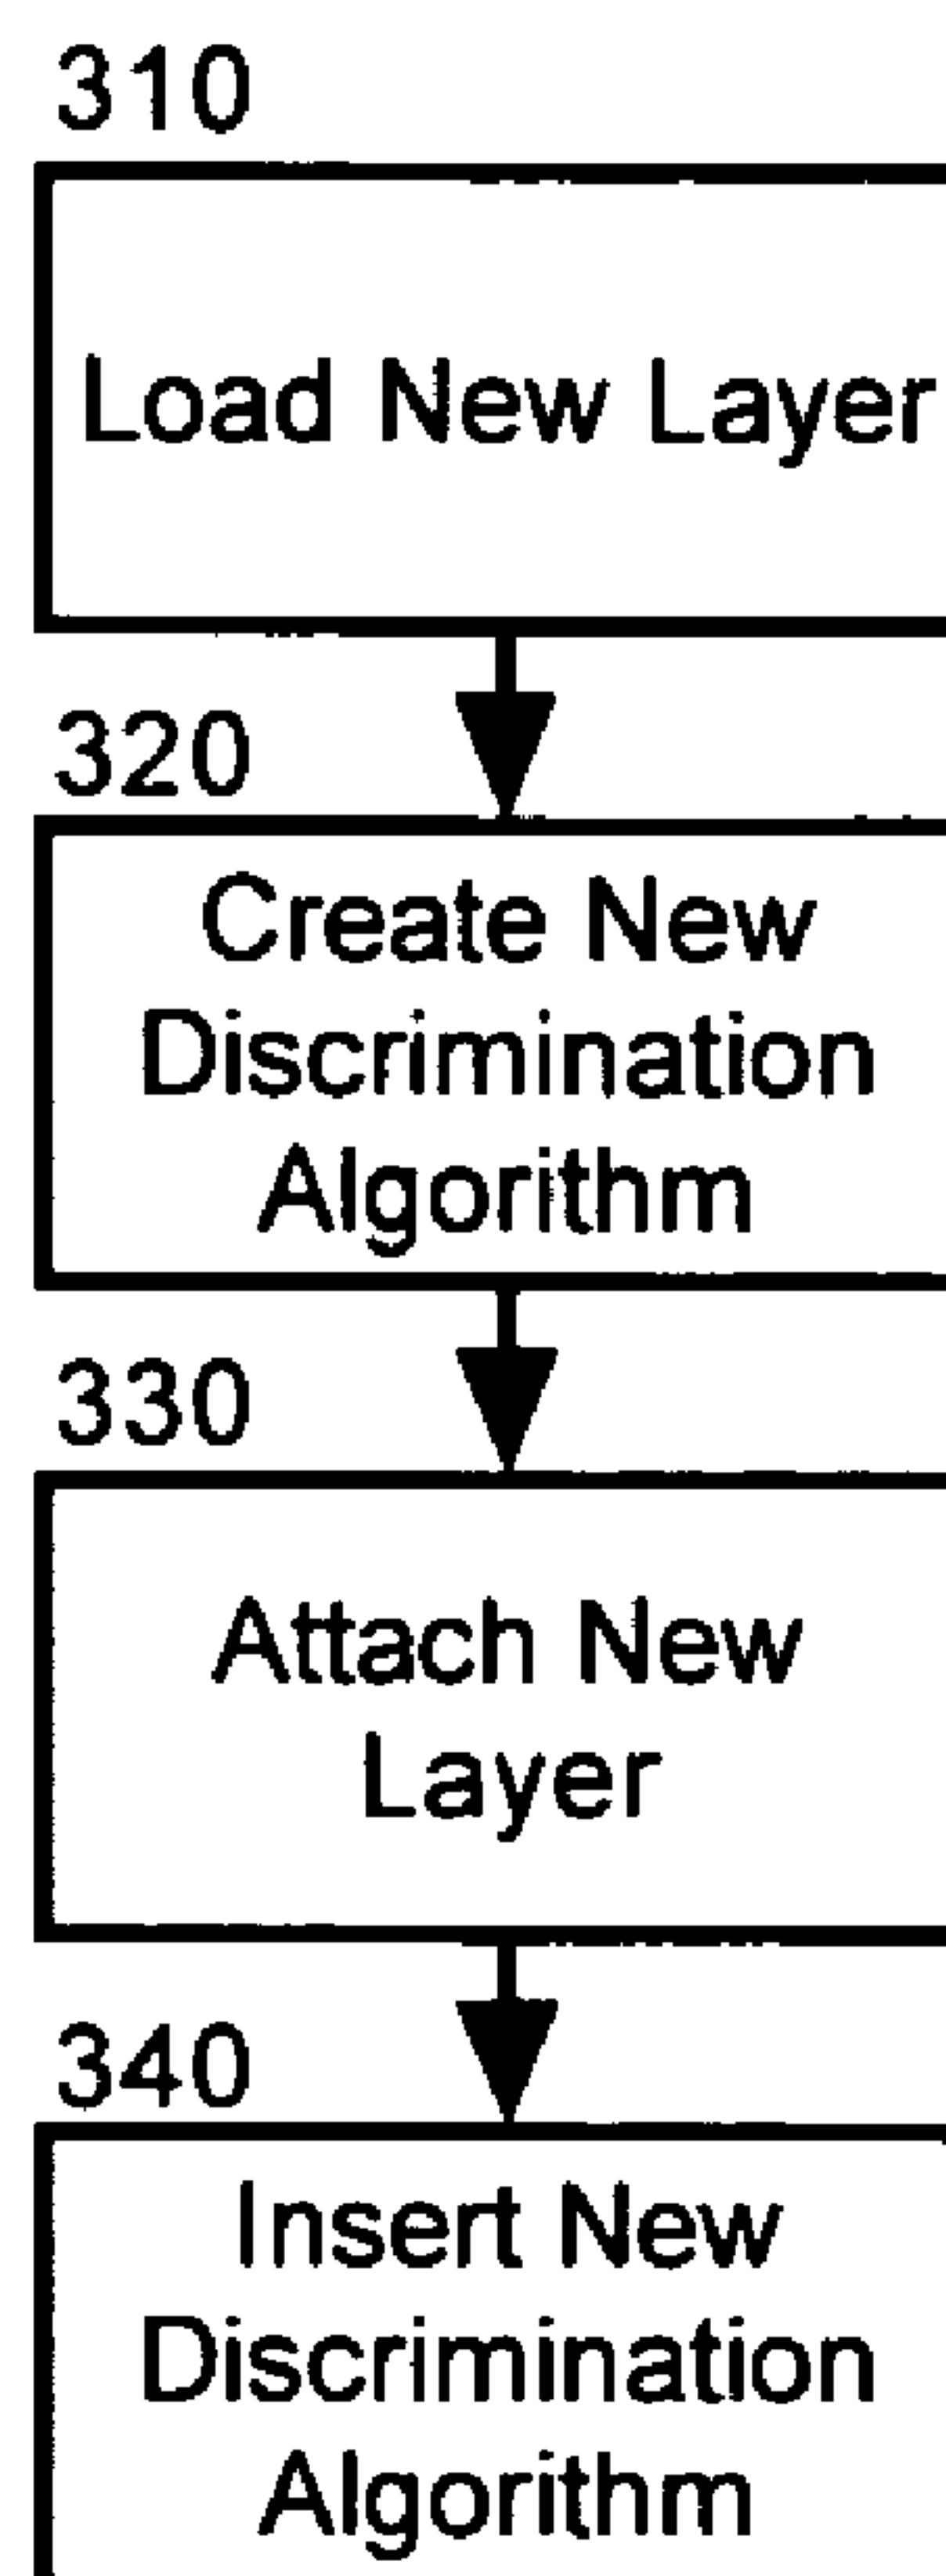 310
Load New Layer
320
Create New
Discrimination
Algorithm
330
Attach New
Layer
340
Insert New
Discrimination
Algorithm